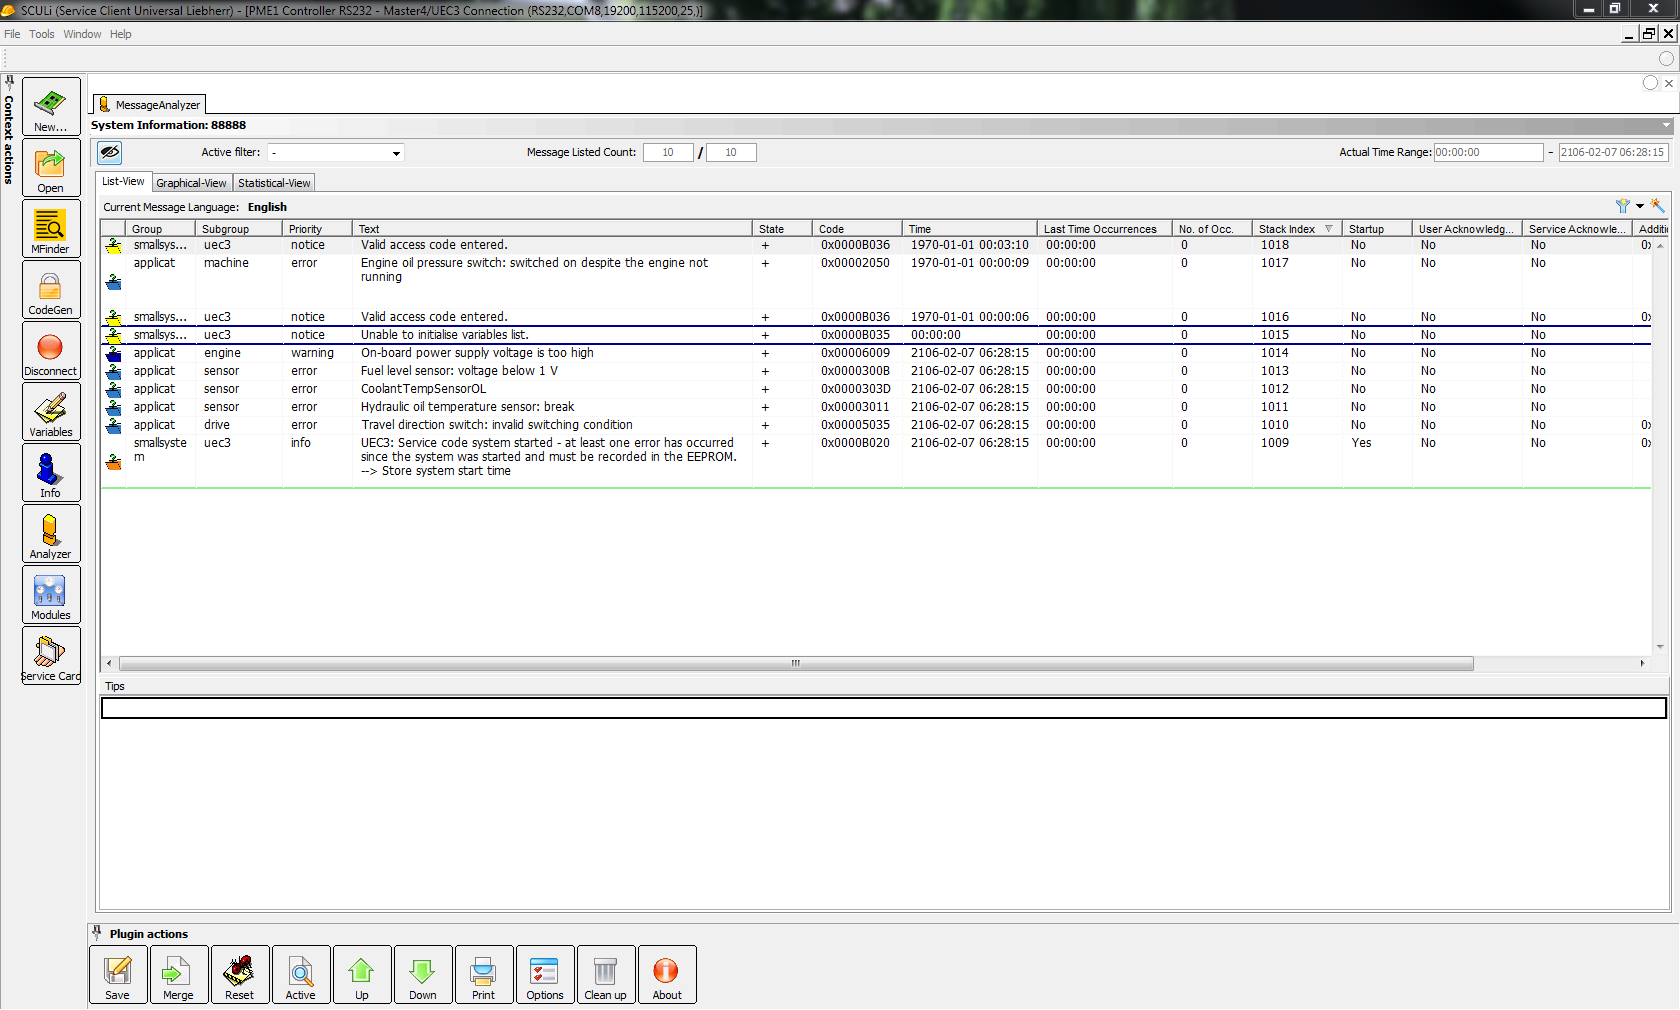 SCULi (Service Client Universal Liebherr) - [PME1 Controller RS232 - Master4/UEC3 Connection (RS232,COM8,19200,115200,25,)]
File Tools Window Help
Context actions
New...
Open
MFinder
CodeGen
Disconnect
Variables
Info
Analyzer
Modules
Service Card
MessageAnalyzer
System Information: 88888
Active filter: - Message Listed Count: 10 / 10 Actual Time Range: 00:00:00 - 2106-02-07 06:28:15
List-View Graphical-View Statistical-View
Current Message Language: English
Group Subgroup Priority Text State Code Time Last Time Occurrences No. of Occ. Stack Index Startup User Acknowledg... Service Acknowle... Additi
smallsys... uec3 notice Valid access code entered. + 0x0000B036 1970-01-01 00:03:10 00:00:00 0 1018 No No No 0x
applicat machine error Engine oil pressure switch: switched on despite the engine not + 0x00002050 1970-01-01 00:00:09 00:00:00 0 1017 No No No
running
smallsys... uec3 notice Valid access code entered. + 0x0000B036 1970-01-01 00:00:06 00:00:00 0 1016 No No No 0x
smallsys... uec3 notice Unable to initialise variables list. + 0x0000B035 00:00:00 00:00:00 0 1015 No No No
applicat engine warning On-board power supply voltage is too high + 0x00006009 2106-02-07 06:28:15 00:00:00 0 1014 No No No
applicat sensor error Fuel level sensor: voltage below 1 V + 0x0000300B 2106-02-07 06:28:15 00:00:00 0 1013 No No No
applicat sensor error CoolantTempSensorOL + 0x0000303D 2106-02-07 06:28:15 00:00:00 0 1012 No No No
applicat sensor error Hydraulic oil temperature sensor: break + 0x00003011 2106-02-07 06:28:15 00:00:00 0 1011 No No No
applicat drive error Travel direction switch: invalid switching condition + 0x00005035 2106-02-07 06:28:15 00:00:00 0 1010 No No No 0x
smallsyste uec3 info UEC3: Service code system started - at least one error has occurred + 0x0000B020 2106-02-07 06:28:15 00:00:00 0 1009 Yes No No 0x
m since the system was started and must be recorded in the EEPROM.
--> Store system start time
Tips
Plugin actions
Save Merge Reset Active Up Down Print Options Clean up About